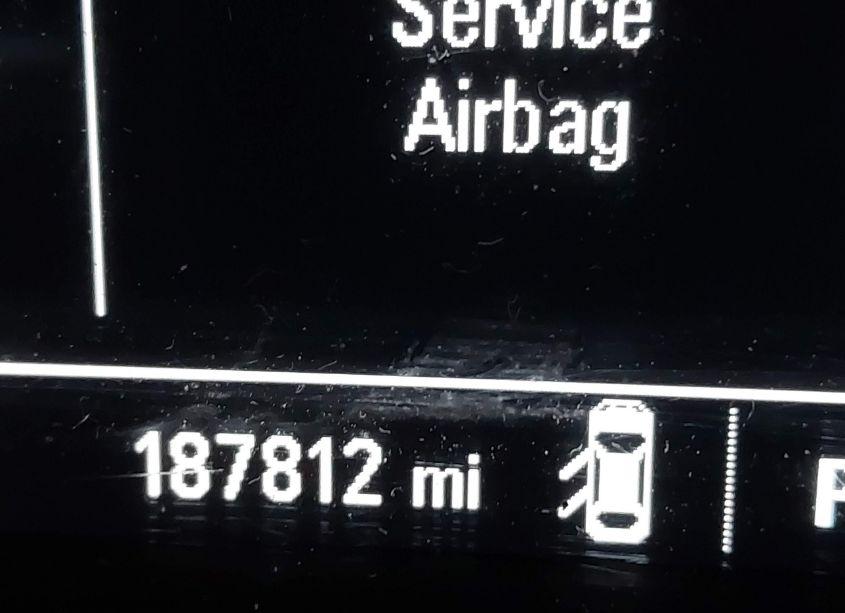 Service
Airbag
187812 mi
P